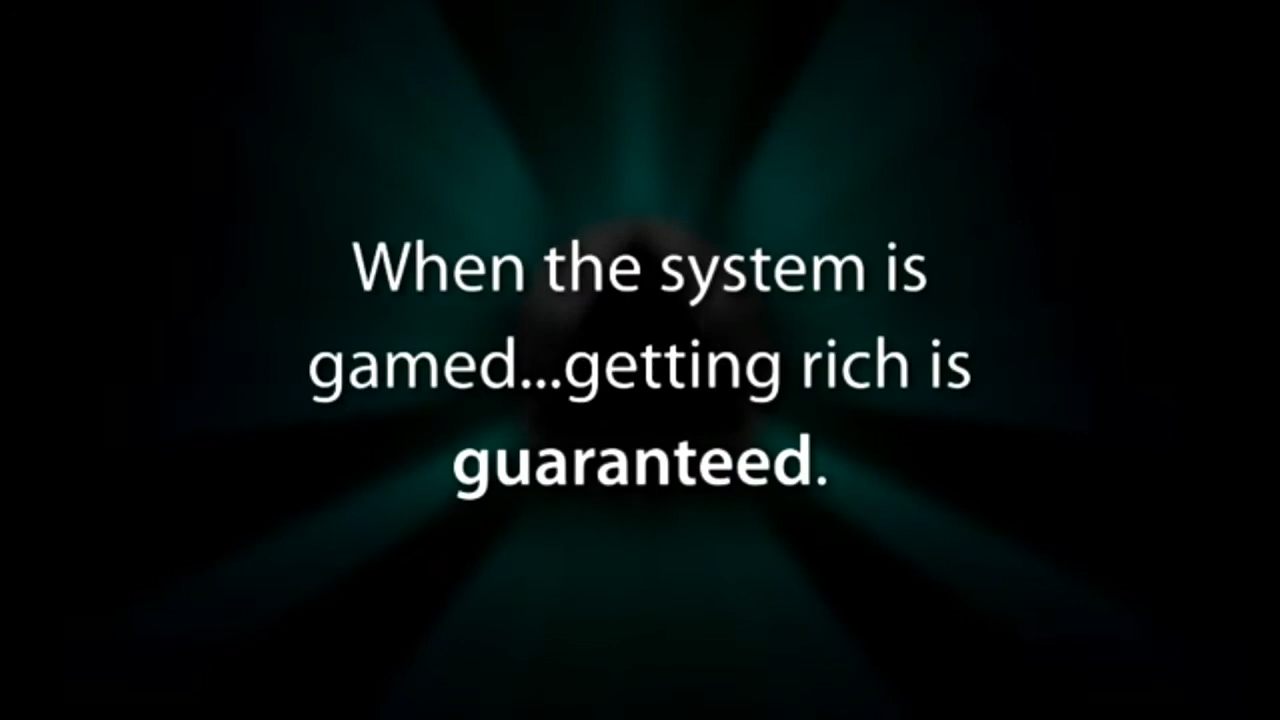 When the system is
gamed...getting rich is
guaranteed.